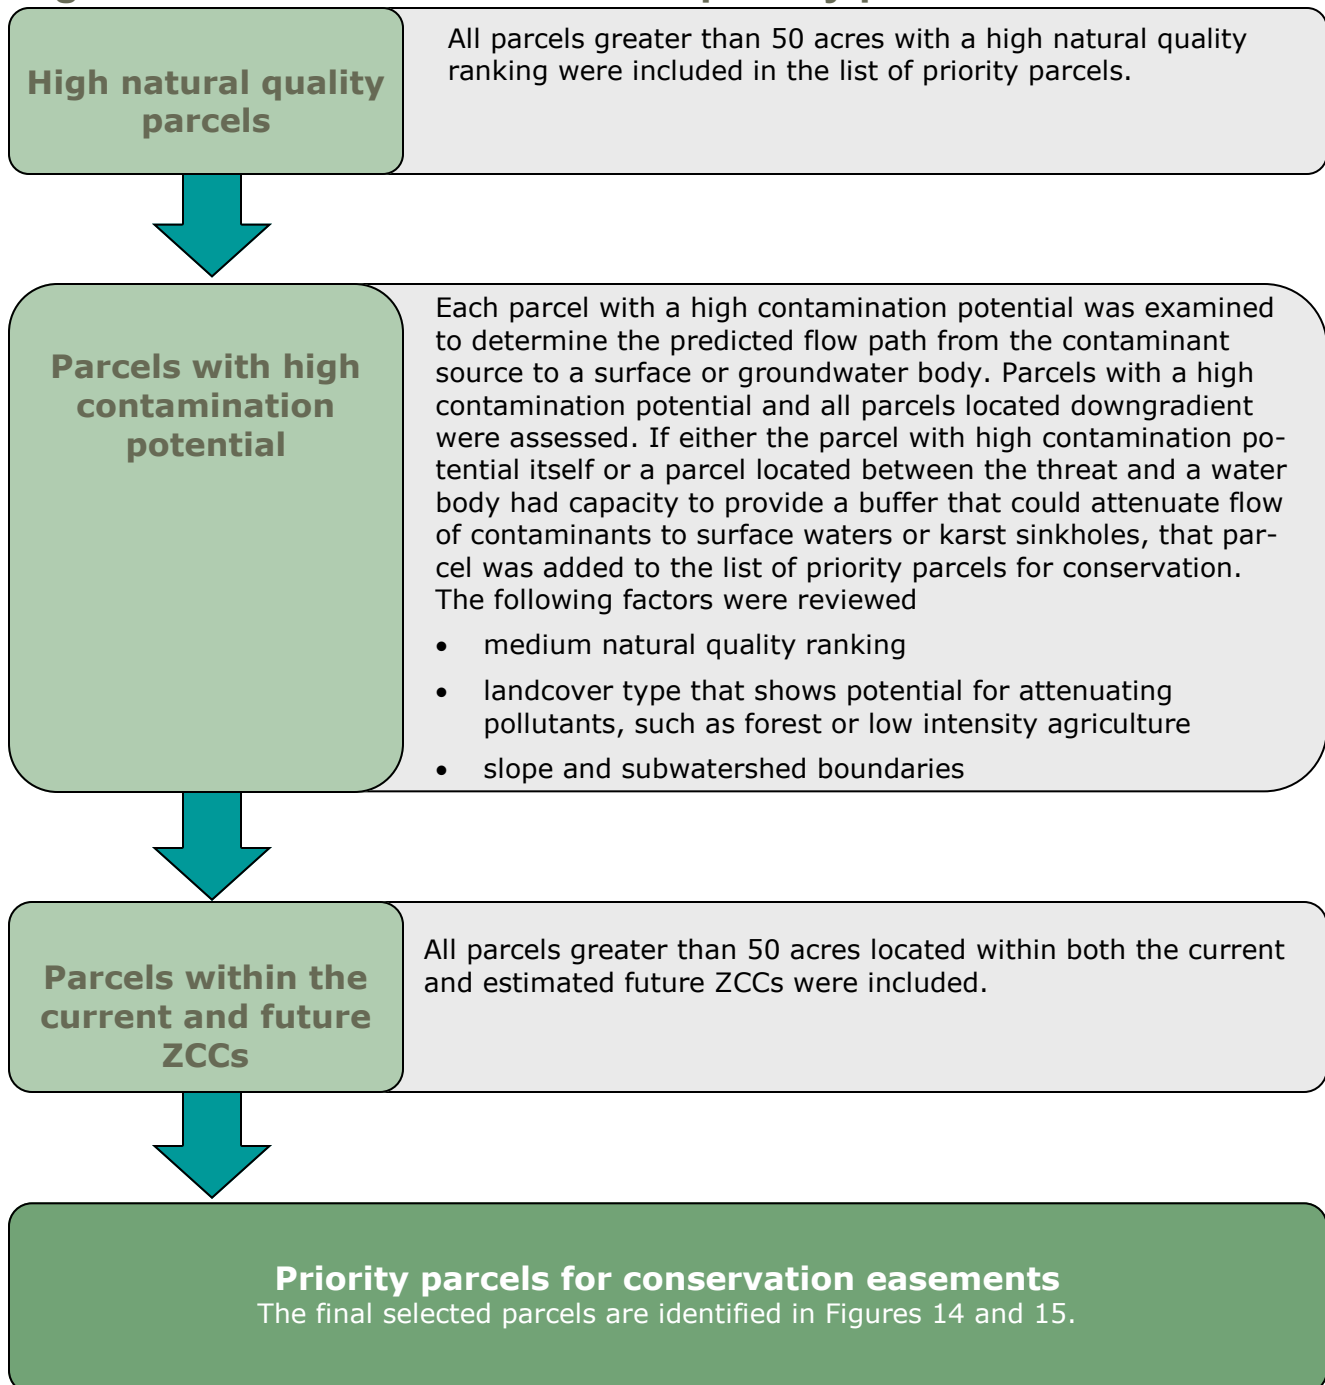 High natural quality
parcels
All parcels greater than 50 acres with a high natural quality
ranking were included in the list of priority parcels.
Parcels with high
contamination
potential
Each parcel with a high contamination potential was examined
to determine the predicted flow path from the contaminant
source to a surface or groundwater body. Parcels with a high
contamination potential and all parcels located downgradient
were assessed. If either the parcel with high contamination po-
tential itself or a parcel located between the threat and a water
body had capacity to provide a buffer that could attenuate flow
of contaminants to surface waters or karst sinkholes, that par-
cel was added to the list of priority parcels for conservation.
The following factors were reviewed
• medium natural quality ranking
• landcover type that shows potential for attenuating
pollutants, such as forest or low intensity agriculture
• slope and subwatershed boundaries
Parcels within the
current and future
ZCCs
All parcels greater than 50 acres located within both the current
and estimated future ZCCs were included.
Priority parcels for conservation easements
The final selected parcels are identified in Figures 14 and 15.